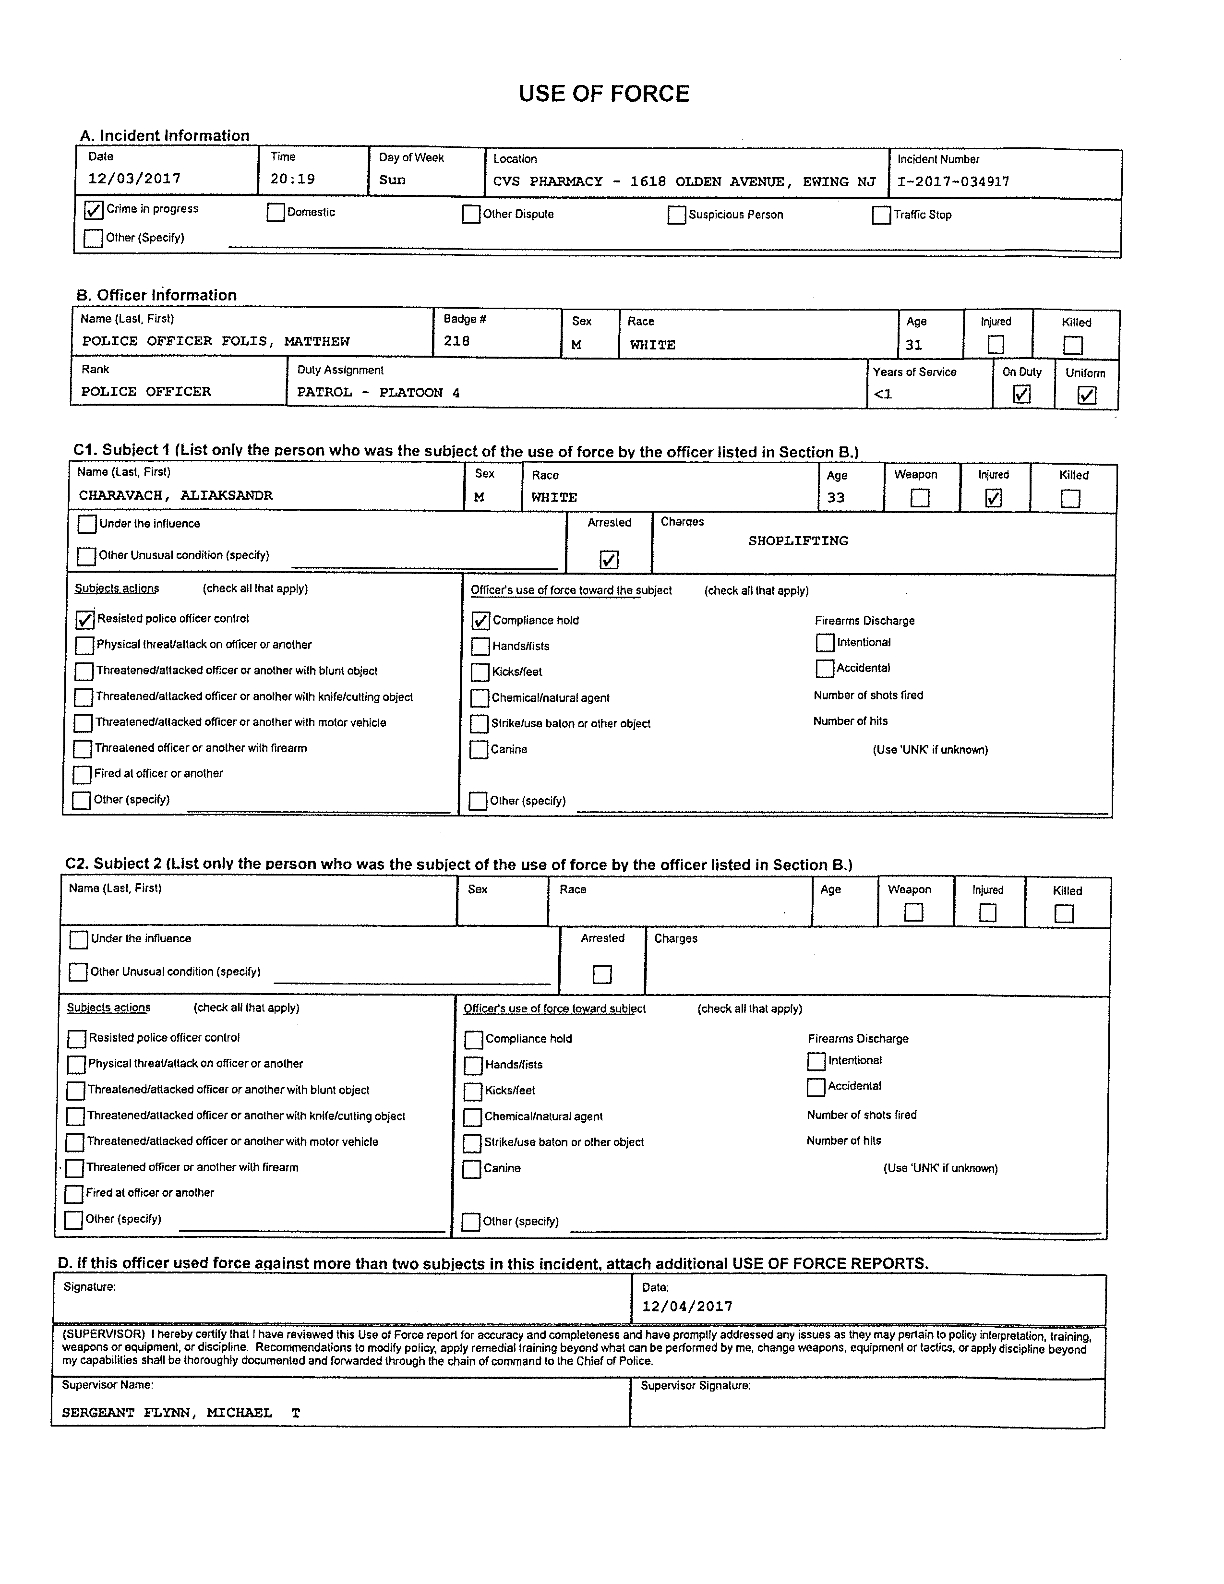 USE OF FORCE
A. Incident Information
Date Time Day of Week Location Incident Number
12/03/2017 20:19 Sun CVS PHARMACY - 1618 OLDEN AVENUE, EWING NJ I-2017-034917
Crime in progress Domestic Other Dispute Suspicious Person Traffic Stop
Other (Specify)
B. Officer Information
Name (Last, First) Badge # Sex Race Age Injured Killed
POLICE OFFICER FOLIS, MATTHEW 218 M WHITE 31
Rank Duty Assignment Years of Service On Duty Uniform
POLICE OFFICER PATROL - PLATOON 4 <1
C1. Subject 1 (List only the person who was the subject of the use of force by the officer listed in Section B.)
Name (Last, First) Sex Race Age Weapon Injured Killed
CHARAVACH, ALIAKSANDR M WHITE 33
Under the influence Arrested Charges
SHOPLIFTING
Other Unusual condition (specify)
Subjects actions (check all that apply) Officer's use of force toward the subject (check all that apply)
Resisted police officer control Compliance hold Firearms Discharge
Physical threat/attack on officer or another Hands/fists Intentional
Threatened/attacked officer or another with blunt object Kicks/feet Accidental
Threatened/attacked officer or another with knife/cutting object Chemical/natural agent Number of shots fired
Threatened/attacked officer or another with motor vehicle Strike/use baton or other object Number of hits
Threatened officer or another with firearm Canine (Use 'UNK' if unknown)
Fired at officer or another
Other (specify) Other (specify)
C2. Subject 2 (List only the person who was the subject of the use of force by the officer listed in Section B.)
Name (Last, First) Sex Race Age Weapon Injured Killed
Under the influence Arrested Charges
Other Unusual condition (specify)
Subjects actions (check all that apply) Officer's use of force toward subject (check all that apply)
Resisted police officer control Compliance hold Firearms Discharge
Physical threat/attack on officer or another Hands/fists Intentional
Threatened/attacked officer or another with blunt object Kicks/feet Accidental
Threatened/attacked officer or another with knife/cutting object Chemical/natural agent Number of shots fired
Threatened/attacked officer or another with motor vehicle Strike/use baton or other object Number of hits
Threatened officer or another with firearm Canine (Use 'UNK' if unknown)
Fired at officer or another
Other (specify) Other (specify)
D. If this officer used force against more than two subjects in this incident, attach additional USE OF FORCE REPORTS.
Signature: Date:
12/04/2017
(SUPERVISOR) I hereby certify that I have reviewed this Use of Force report for accuracy and completeness and have promptly addressed any issues as they may pertain to policy interpretation, training,
weapons or equipment, or discipline. Recommendations to modify policy, apply remedial training beyond what can be performed by me, change weapons, equipment or tactics, or apply discipline beyond
my capabilities shall be thoroughly documented and forwarded through the chain of command to the Chief of Police.
Supervisor Name: Supervisor Signature:
SERGEANT FLYNN, MICHAEL T